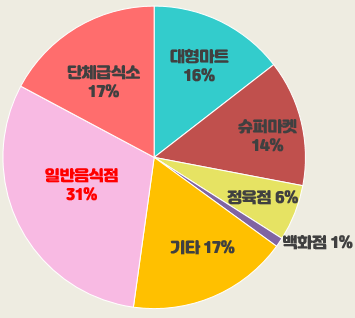 대형마트
16%
슈퍼마켓
14%
정육점 6%
백화점 1%
기타 17%
일반음식점
31%
단체급식소
17%